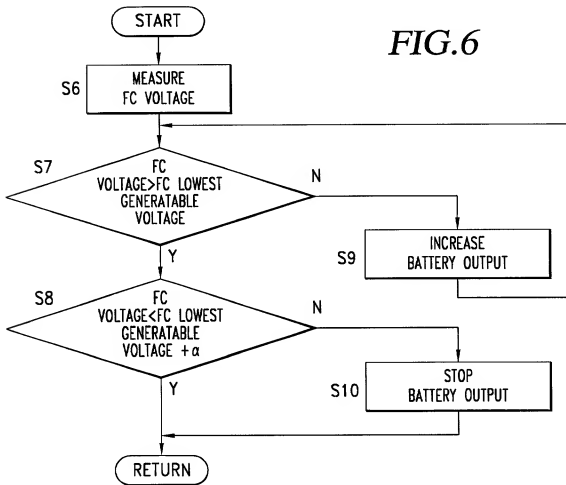 START
FIG.6
S6
MEASURE
FC VOLTAGE
S7
FC
VOLTAGE>FC LOWEST
GENERATABLE
VOLTAGE
N
Y
S9
INCREASE
BATTERY OUTPUT
S8
FC
VOLTAGE<FC LOWEST
GENERATABLE
VOLTAGE +α
N
Y
S10
STOP
BATTERY OUTPUT
RETURN